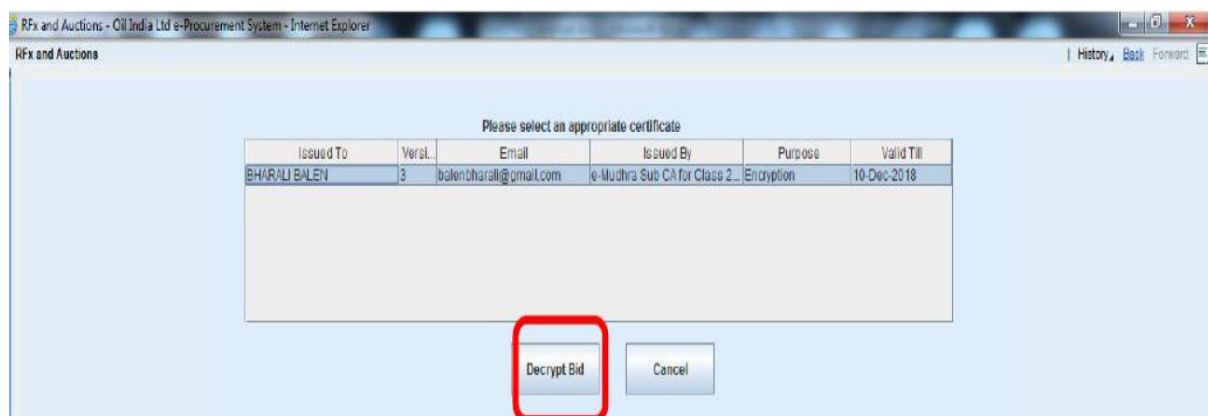 RFx and Auctions - Oil India Ltd e-Procurement System - Internet Explorer
RFx and Auctions | History Back Forward
Please select an appropriate certificate
Issued To Versi... Email Issued By Purpose Valid Till
BHARALI BALEN 3 balenbharali@gmail.com e-Mudhra Sub CA for Class 2... Encryption 10-Dec-2018
Decrypt Bid Cancel